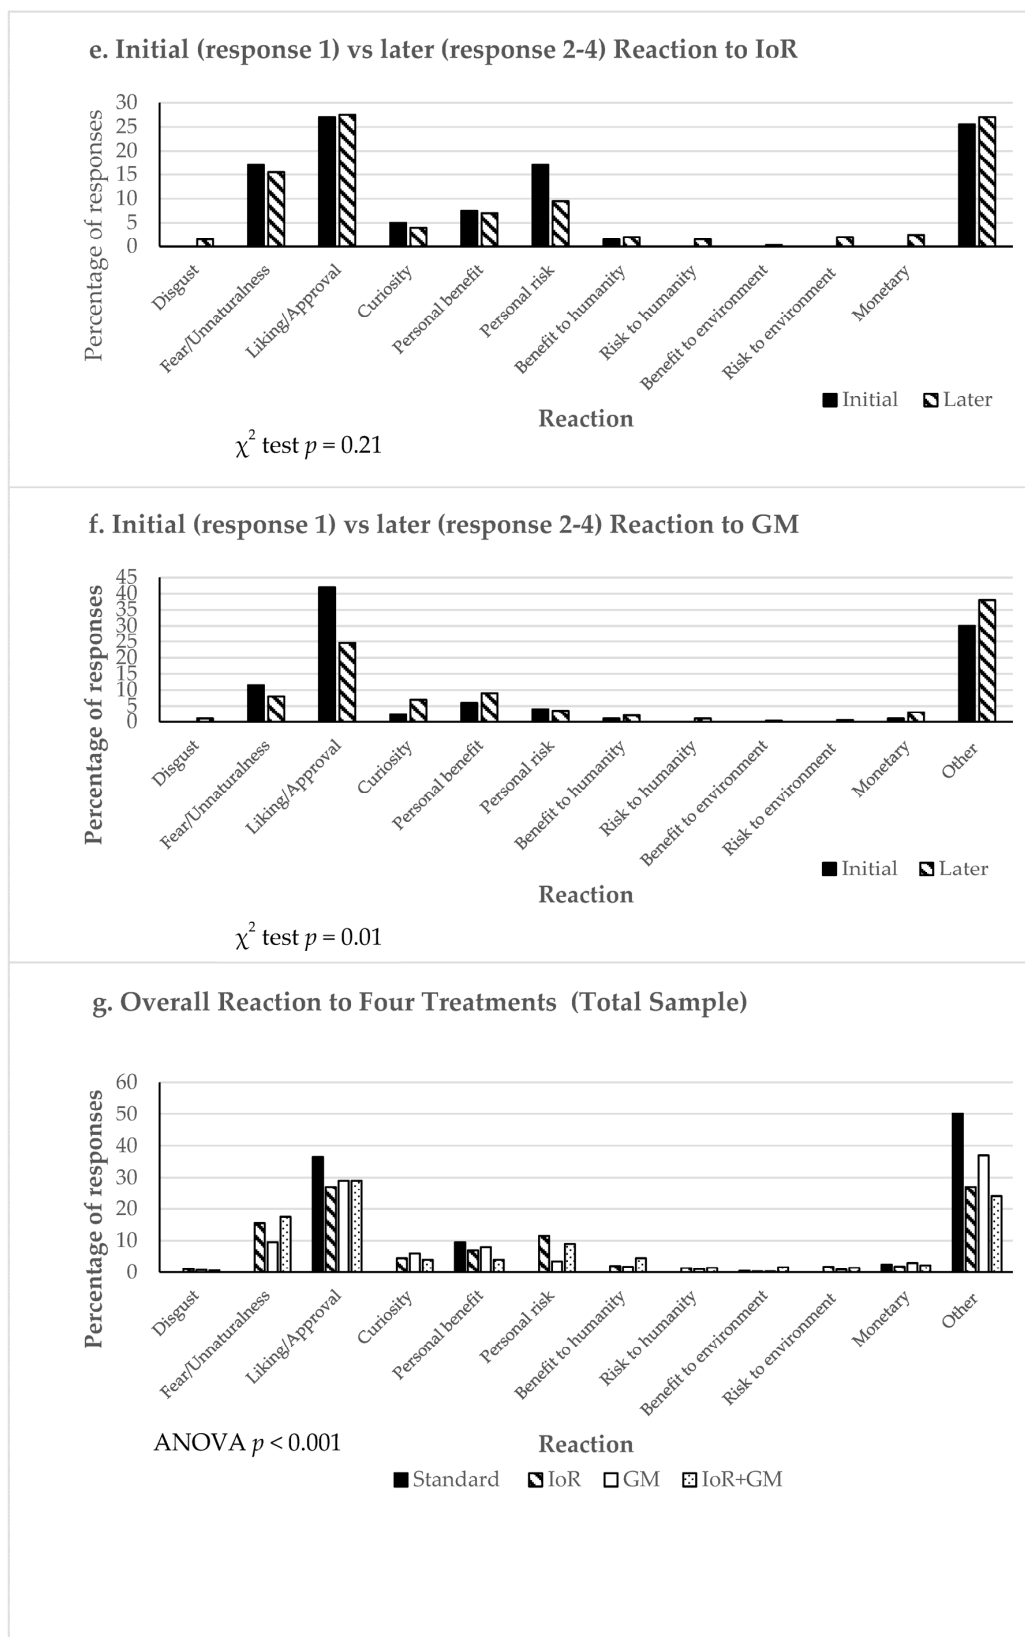 e. Initial (response 1) vs later (response 2-4) Reaction to IoR
Percentage of responses
30
25
20
15
10
5
0
Disgust
Fear/Unnaturalness
Liking/Approval
Curiosity
Personal benefit
Personal risk
Benefit to humanity
Risk to humanity
Benefit to environment
Risk to environment
Monetary
Initial Later
Reaction
χ² test p = 0.21
f. Initial (response 1) vs later (response 2-4) Reaction to GM
Percentage of responses
45
40
35
30
25
20
15
10
5
0
Disgust
Fear/Unnaturalness
Liking/Approval
Curiosity
Personal benefit
Personal risk
Benefit to humanity
Risk to humanity
Benefit to environment
Risk to environment
Monetary
Other
Initial Later
Reaction
χ² test p = 0.01
g. Overall Reaction to Four Treatments (Total Sample)
Percentage of responses
60
50
40
30
20
10
0
Disgust
Fear/Unnaturalness
Liking/Approval
Curiosity
Personal benefit
Personal risk
Benefit to humanity
Risk to humanity
Benefit to environment
Risk to environment
Monetary
Other
ANOVA p < 0.001
Reaction
Standard IoR GM IoR+GM